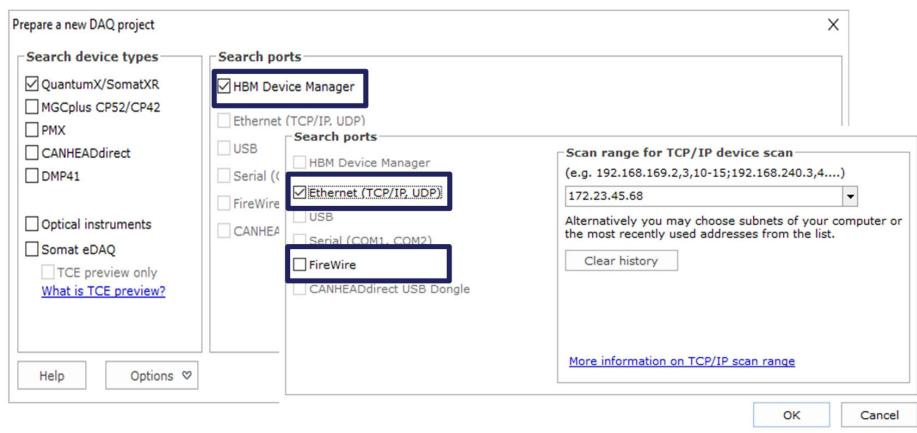 Prepare a new DAQ project
Search device types
QuantumX/SomatXR
MGCplus CP52/CP42
PMX
CANHEADdirect
DMP41
Optical instruments
Somat eDAQ
TCE preview only
What is TCE preview?
Help
Options
Search ports
HBM Device Manager
Ethernet (TCP/IP, UDP)
USB
Serial (C
FireWire
CANHEA
Search ports
HBM Device Manager
Ethernet (TCP/IP, UDP)
USB
Serial (COM1, COM2)
FireWire
CANHEADdirect USB Dongle
Scan range for TCP/IP device scan
(e.g. 192.168.169.2,3,10-15;192.168.240.3,4....)
172.23.45.68
Alternatively you may choose subnets of your computer or
the most recently used addresses from the list.
Clear history
More information on TCP/IP scan range
OK
Cancel